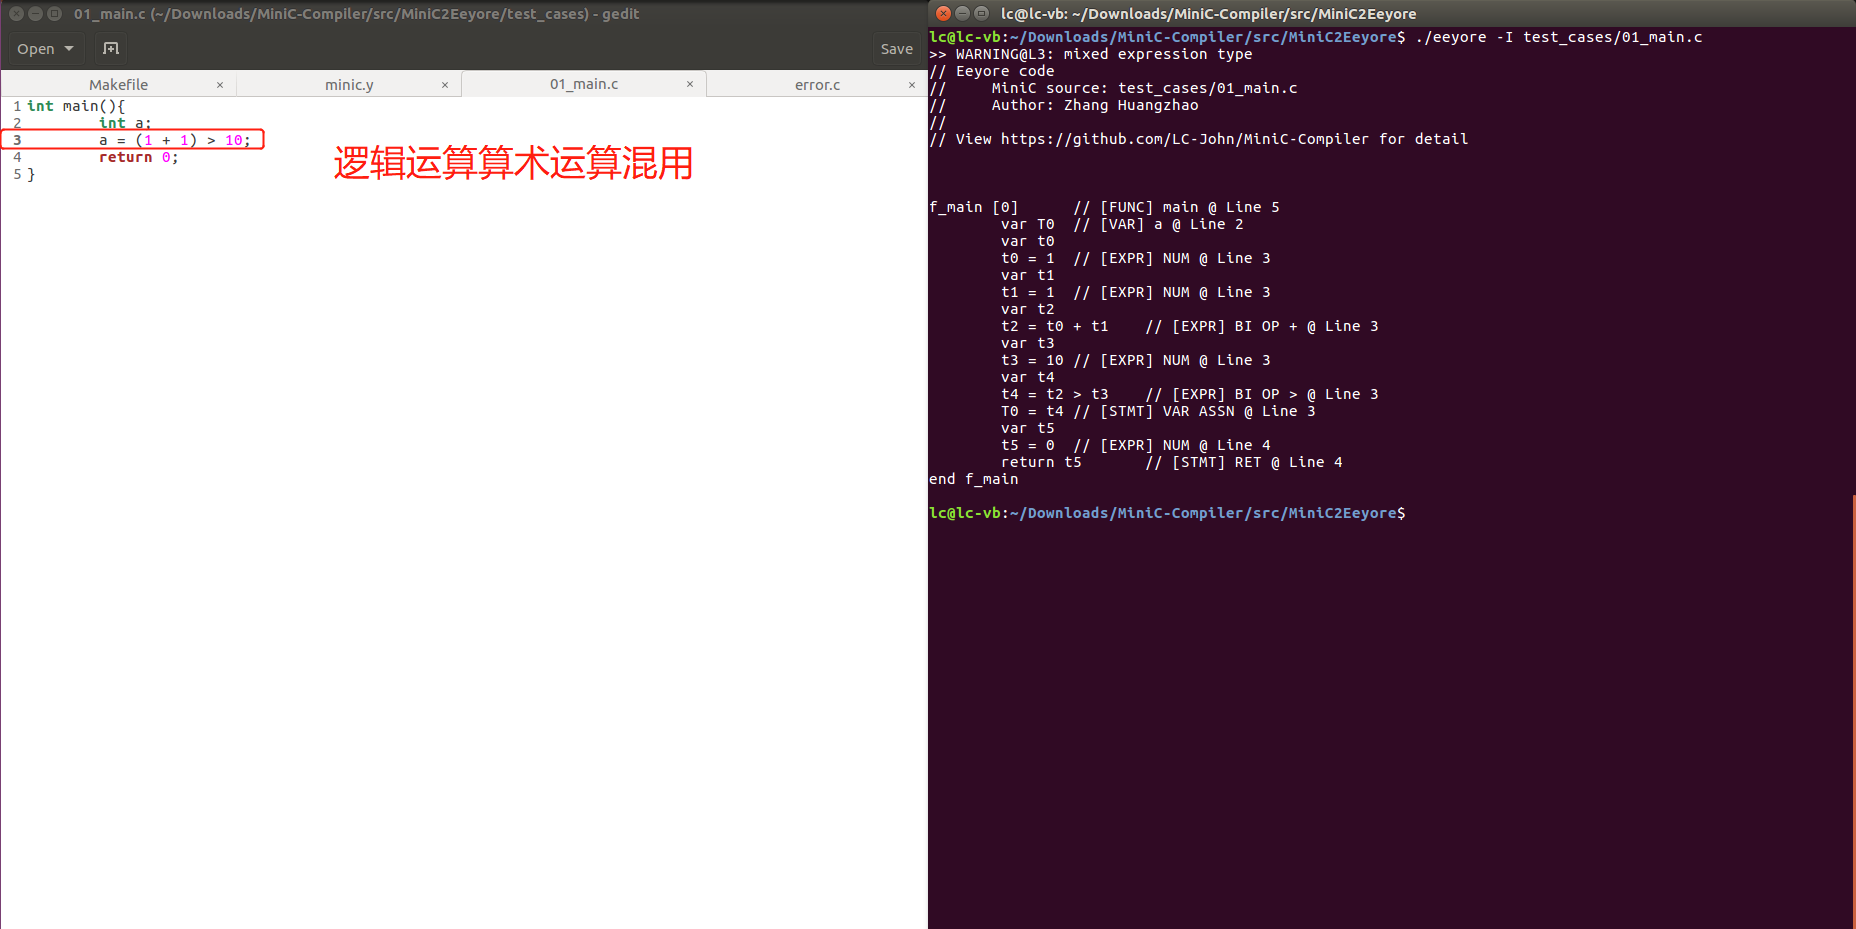 01_main.c (~/Downloads/MiniC-Compiler/src/MiniC2Eeyore/test_cases) - gedit
Open
Save
Makefile × minic.y × 01_main.c × error.c ×
1 int main(){
2 int a;
3 a = (1 + 1) > 10;
4 return 0;
5 }
逻辑运算算术运算混用
lc@lc-vb: ~/Downloads/MiniC-Compiler/src/MiniC2Eeyore
lc@lc-vb:~/Downloads/MiniC-Compiler/src/MiniC2Eeyore$ ./eeyore -I test_cases/01_main.c
>> WARNING@L3: mixed expression type
// Eeyore code
//     MiniC source: test_cases/01_main.c
//     Author: Zhang Huangzhao
//
// View https://github.com/LC-John/MiniC-Compiler for detail
f_main [0]      // [FUNC] main @ Line 5
var T0  // [VAR] a @ Line 2
var t0
t0 = 1  // [EXPR] NUM @ Line 3
var t1
t1 = 1  // [EXPR] NUM @ Line 3
var t2
t2 = t0 + t1    // [EXPR] BI OP + @ Line 3
var t3
t3 = 10 // [EXPR] NUM @ Line 3
var t4
t4 = t2 > t3    // [EXPR] BI OP > @ Line 3
T0 = t4 // [STMT] VAR ASSN @ Line 3
var t5
t5 = 0  // [EXPR] NUM @ Line 4
return t5       // [STMT] RET @ Line 4
end f_main
lc@lc-vb:~/Downloads/MiniC-Compiler/src/MiniC2Eeyore$